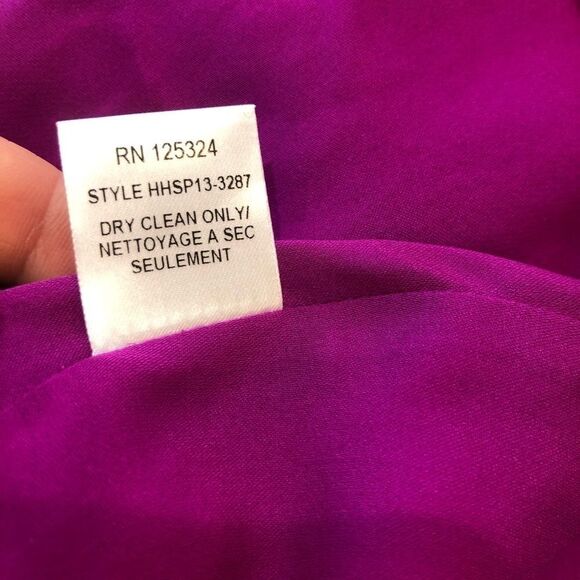 RN 125324
STYLE HHSP13-3287
DRY CLEAN ONLY/
NETTOYAGE A SEC
SEULEMENT